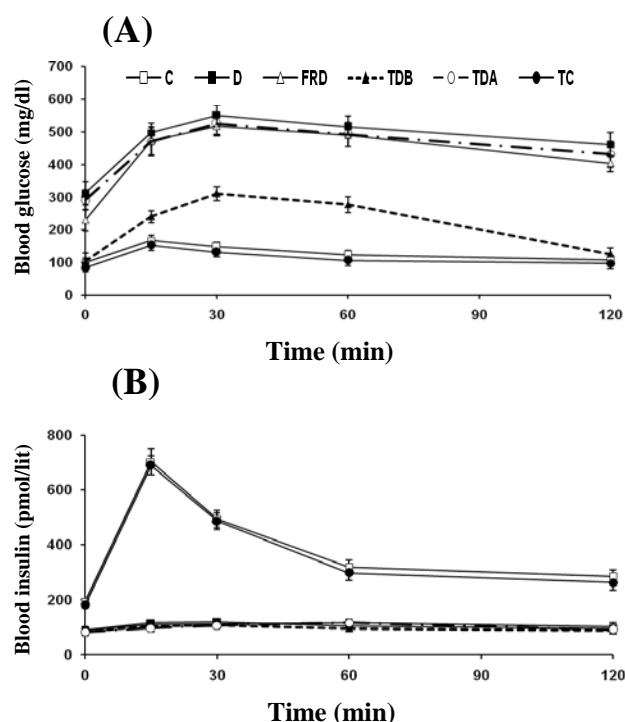 (A)
700
C D FRD TDB TDA TC
600
500
400
300
200
100
0
0 30 60 90 120
Blood glucose (mg/dl)
Time (min)
(B)
800
600
400
200
0
0 30 60 90 120
Blood insulin (pmol/lit)
Time (min)